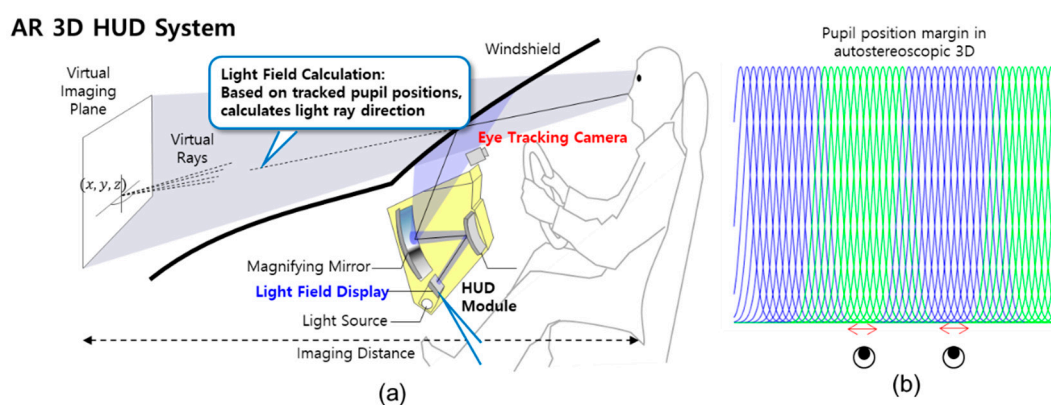 AR 3D HUD System
Virtual
Imaging
Plane
Light Field Calculation:
Based on tracked pupil positions,
calculates light ray direction
Windshield
Virtual
Rays
(x, y, z)
Eye Tracking Camera
Magnifying Mirror
Light Field Display
Light Source
HUD
Module
Imaging Distance
(a)
Pupil position margin in
autostereoscopic 3D
(b)